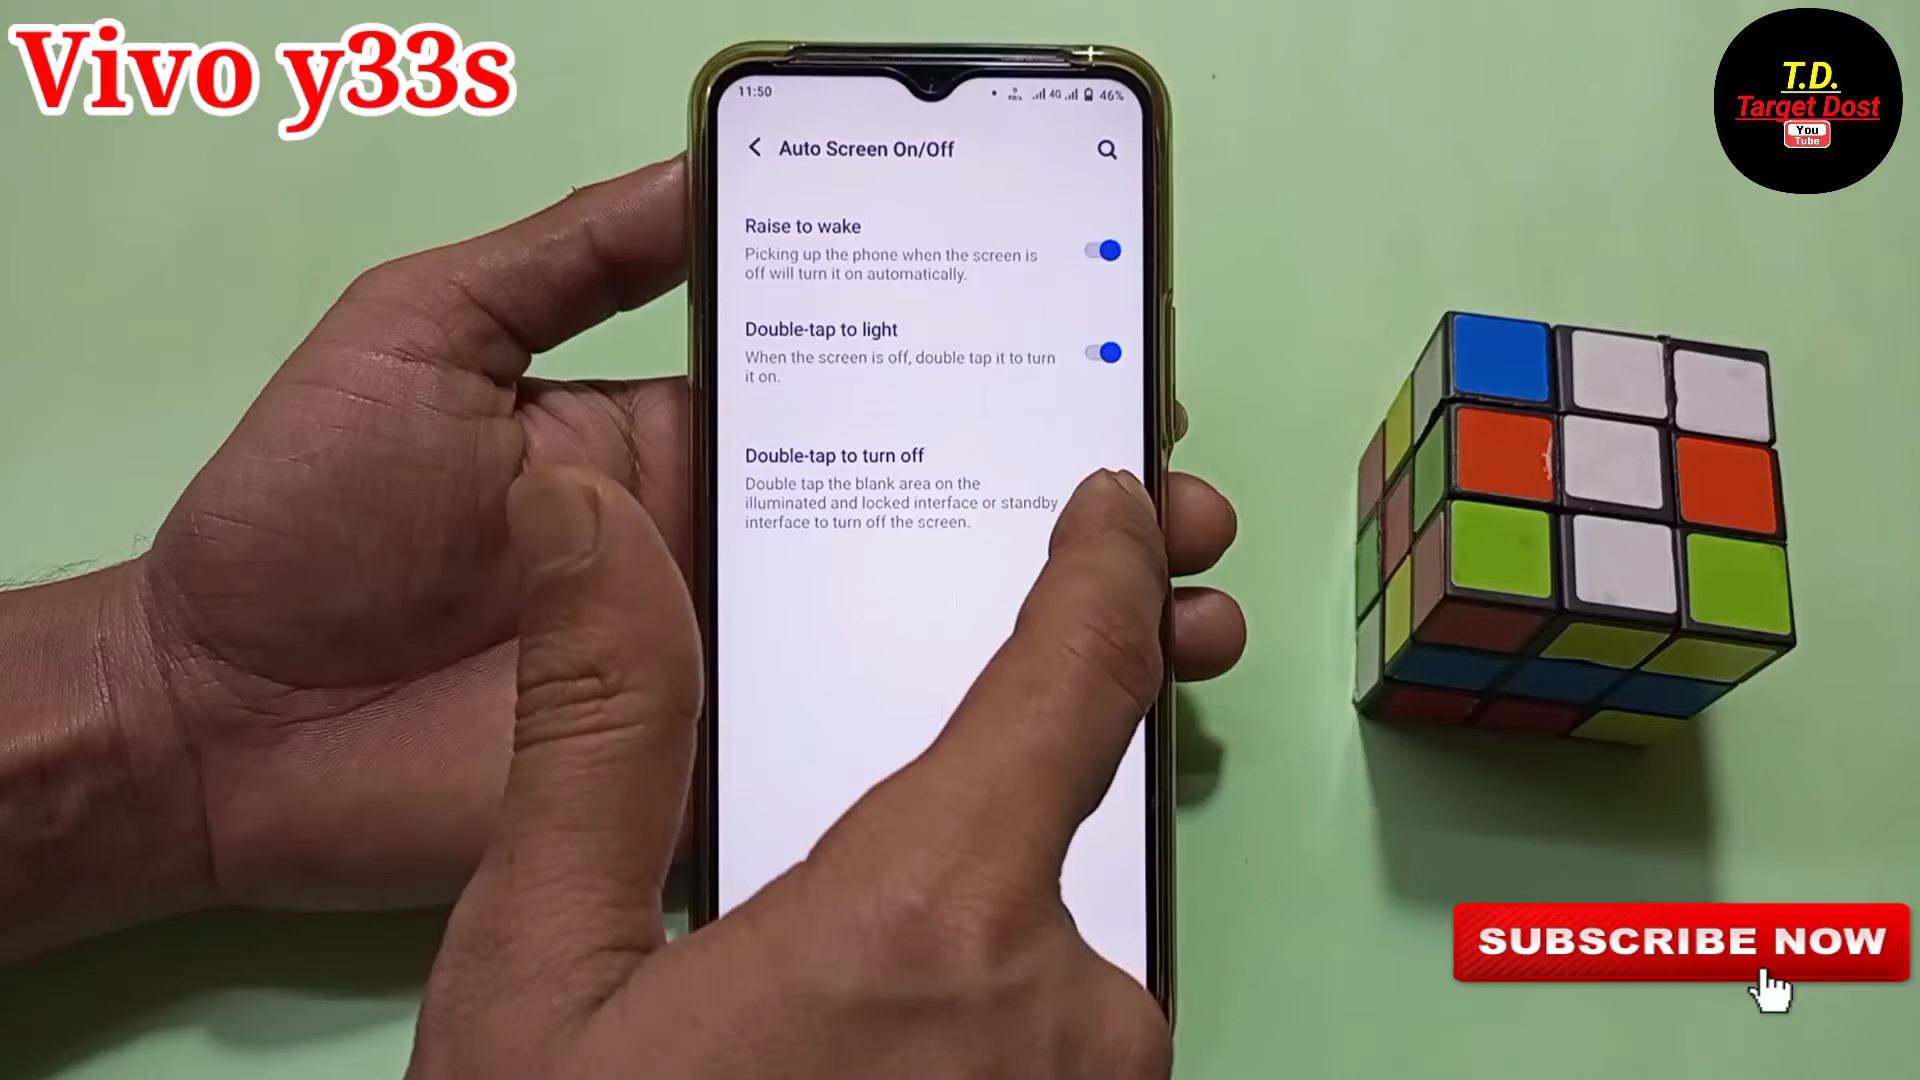 Vivo y33s
T.D.
Target Dost
You
Tube
11:50
4G
46%
Auto Screen On/Off
Raise to wake
Picking up the phone when the screen is
off will turn it on automatically.
Double-tap to light
When the screen is off, double tap it to turn
it on.
Double-tap to turn off
Double tap the blank area on the
illuminated and locked interface or standby
interface to turn off the screen.
SUBSCRIBE NOW